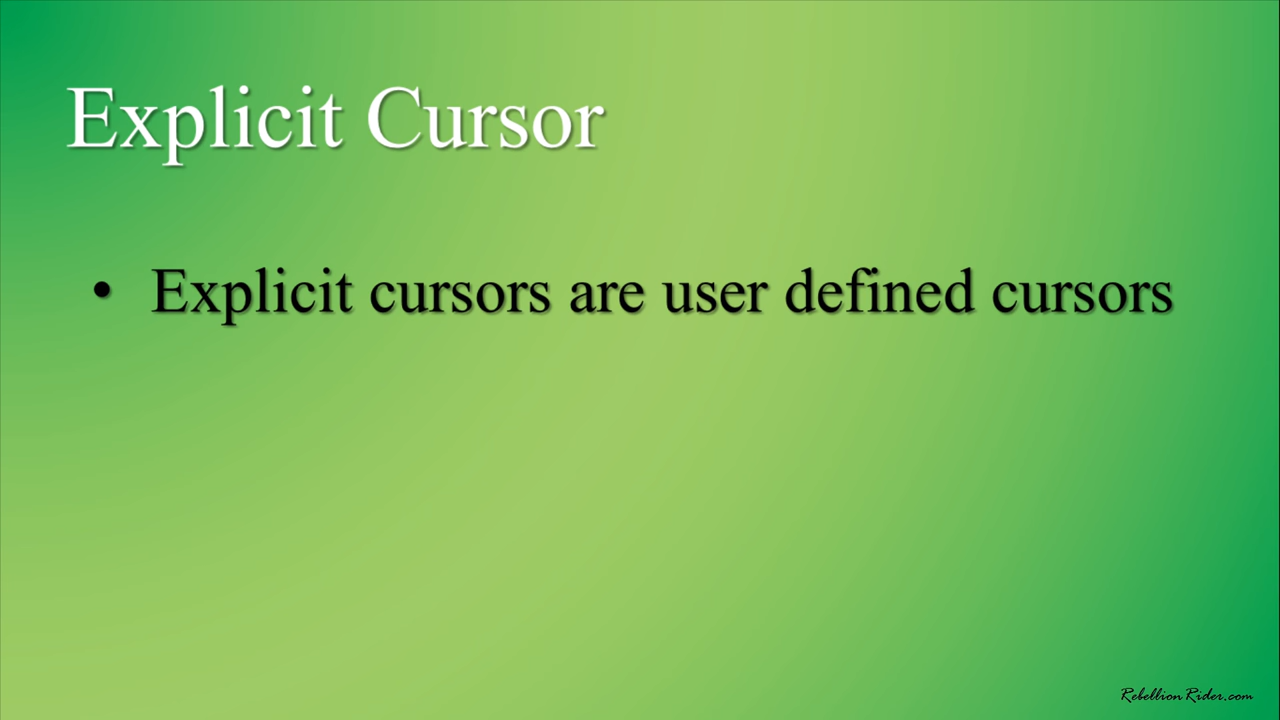 Explicit Cursor
• Explicit cursors are user defined cursors
RebellionRider.com